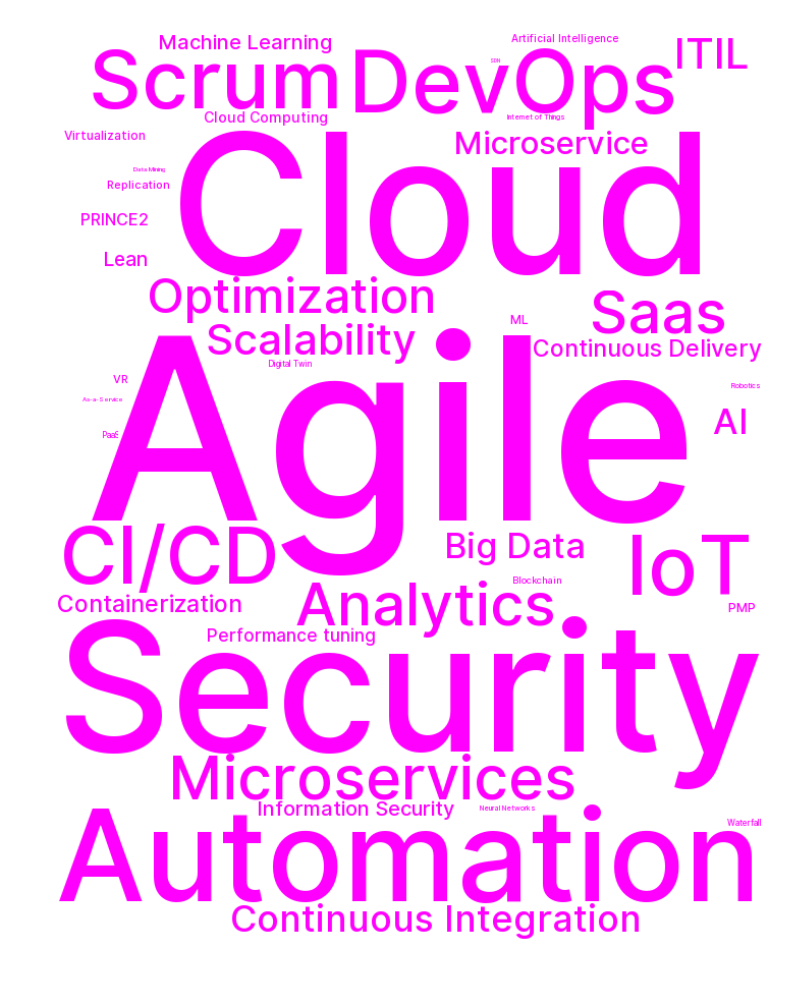 Machine Learning
Artificial Intelligence
ITIL
Scrum
DevOps
SDN
Cloud Computing
Internet of Things
Virtualization
Microservice
Cloud
Data Mining
Replication
PRINCE2
Lean
Optimization
Saas
ML
Scalability
Continuous Delivery
Digital Twin
VR
Robotics
As-a-Service
AI
PaaS
Agile
CI/CD
Big Data
IoT
Blockchain
Containerization
Analytics
PMP
Performance tuning
Security
Microservices
Information Security
Neural Networks
Waterfall
Automation
Continuous Integration